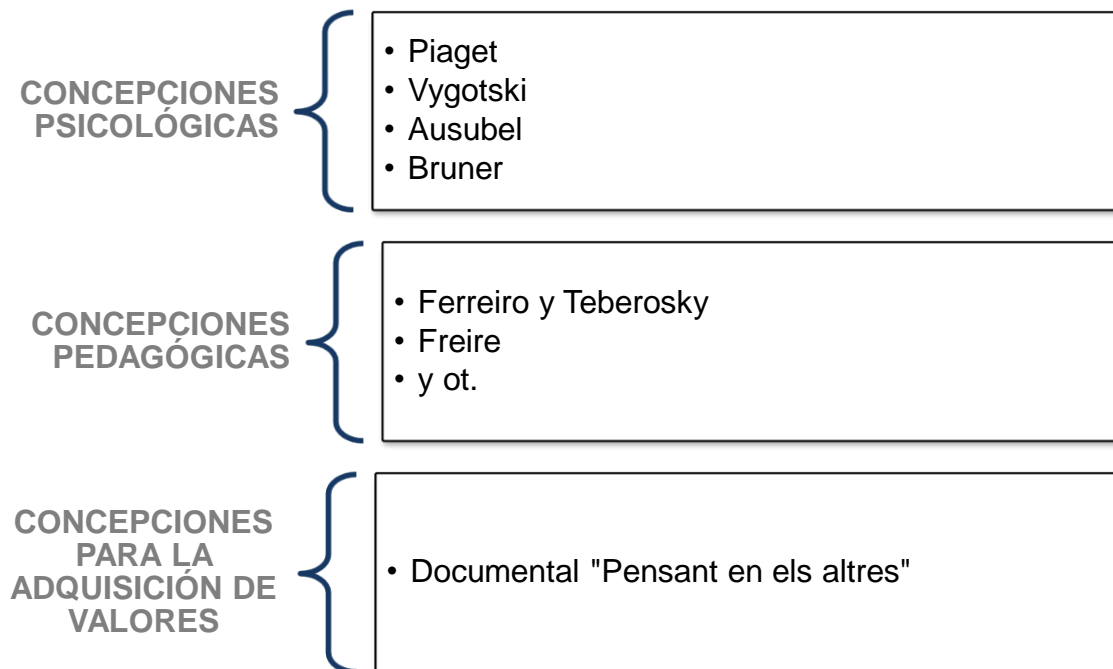 CONCEPCIONES
PSICOLÓGICAS
• Piaget
• Vygotski
• Ausubel
• Bruner
CONCEPCIONES
PEDAGÓGICAS
• Ferreiro y Teberosky
• Freire
• y ot.
CONCEPCIONES
PARA LA
ADQUISICIÓN DE
VALORES
• Documental "Pensant en els altres"